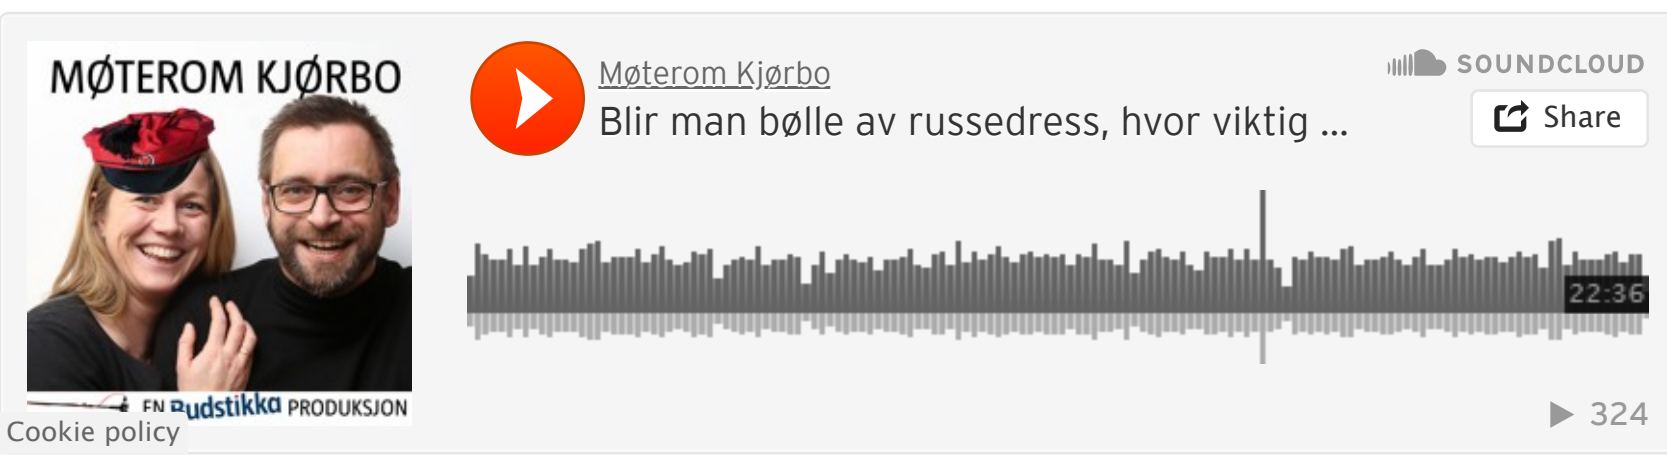 MØTEROM KJØRBO
EN Budstikka PRODUKSJON
Cookie policy
Møterom Kjørbo
Blir man bølle av russedress, hvor viktig ...
SOUNDCLOUD
Share
22:36
324